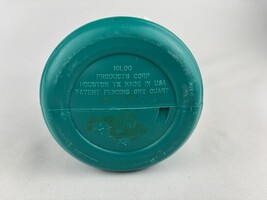 IGLOO
PRODUCTS CORP
HOUSTON TX MADE IN USA
PATENT PENDING ONE QUART